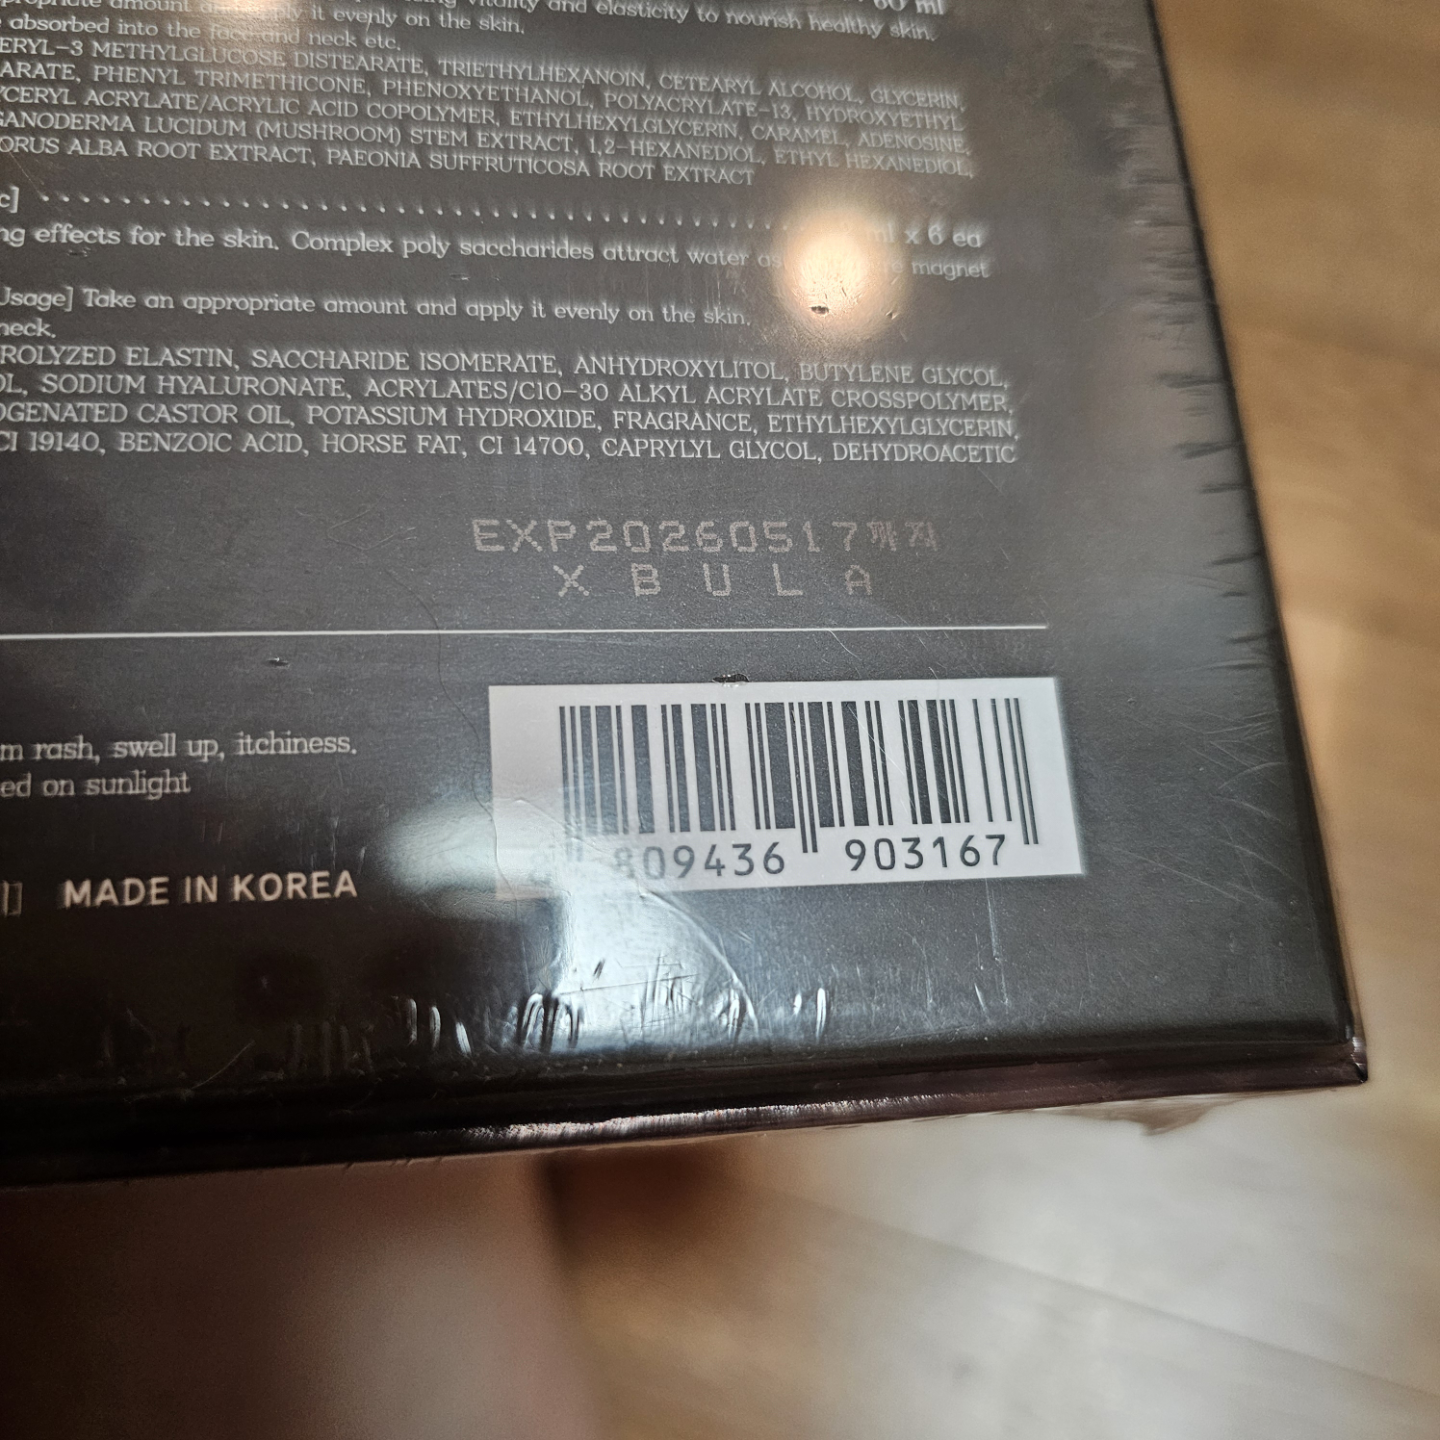 60 ml
vitality and elasticity to nourish healthy skin.
it evenly on the skin.
absorbed into the face and neck etc.
ERYL-3 METHYLGLUCOSE DISTEARATE, TRIETHYLHEXANOIN, CETEARYL ALCOHOL, GLYCERIN,
ARATE, PHENYL TRIMETHICONE, PHENOXYETHANOL, POLYACRYLATE-13, HYDROXYETHYL
YCERYL ACRYLATE/ACRYLIC ACID COPOLYMER, ETHYLHEXYLGLYCERIN, CARAMEL, ADENOSINE,
GANODERMA LUCIDUM (MUSHROOM) STEM EXTRACT, 1,2-HEXANEDIOL, ETHYL HEXANEDIOL,
ORUS ALBA ROOT EXTRACT, PAEONIA SUFFRUTICOSA ROOT EXTRACT
c] ml x 6 ea
ng effects for the skin. Complex poly saccharides attract water as magnet
Usage] Take an appropriate amount and apply it evenly on the skin.
neck.
ROLYZED ELASTIN, SACCHARIDE ISOMERATE, ANHYDROXYLITOL, BUTYLENE GLYCOL,
OL, SODIUM HYALURONATE, ACRYLATES/C10-30 ALKYL ACRYLATE CROSSPOLYMER,
OGENATED CASTOR OIL, POTASSIUM HYDROXIDE, FRAGRANCE, ETHYLHEXYLGLYCERIN,
CI 19140, BENZOIC ACID, HORSE FAT, CI 14700, CAPRYLYL GLYCOL, DEHYDROACETIC
EXP20260517까지
X B U L A
m rash, swell up, itchiness.
ed on sunlight
8 809436 903167
MADE IN KOREA